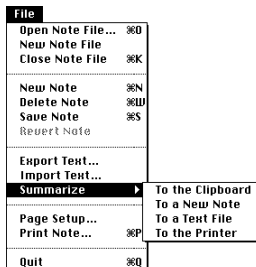 File
Open Note File... ⌘O
New Note File
Close Note File ⌘K
New Note ⌘N
Delete Note ⌘W
Save Note ⌘S
Revert Note
Export Text...
Import Text...
Summarize ▶
To the Clipboard
To a New Note
To a Text File
To the Printer
Page Setup...
Print Note... ⌘P
Quit ⌘Q